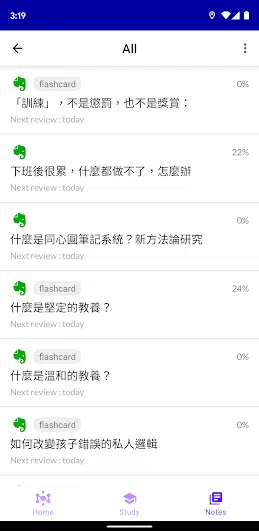 3:19
All
flashcard
0%
「訓練」，不是懲罰，也不是獎賞：
Next review : today
22%
下班後很累，什麼都做不了，怎麼辦
Next review : today
0%
什麼是同心圓筆記系統？新方法論研究
Next review : today
flashcard
24%
什麼是堅定的教養？
Next review : today
flashcard
0%
什麼是溫和的教養？
Next review : today
flashcard
0%
如何改變孩子錯誤的私人邏輯
Next review : today
Home
Study
Notes